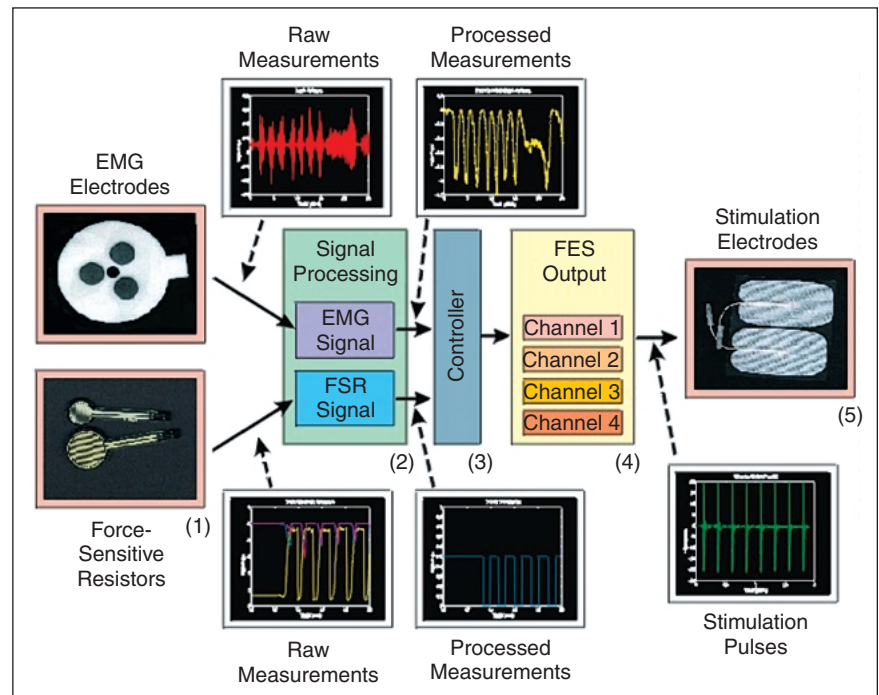 Raw
Measurements
Processed
Measurements
EMG
Electrodes
Signal
Processing
EMG
Signal
FSR
Signal
(2)
Controller
(3)
FES
Output
Channel 1
Channel 2
Channel 3
Channel 4
(4)
Stimulation
Electrodes
(5)
Force-
Sensitive
Resistors
(1)
Raw
Measurements
Processed
Measurements
Stimulation
Pulses